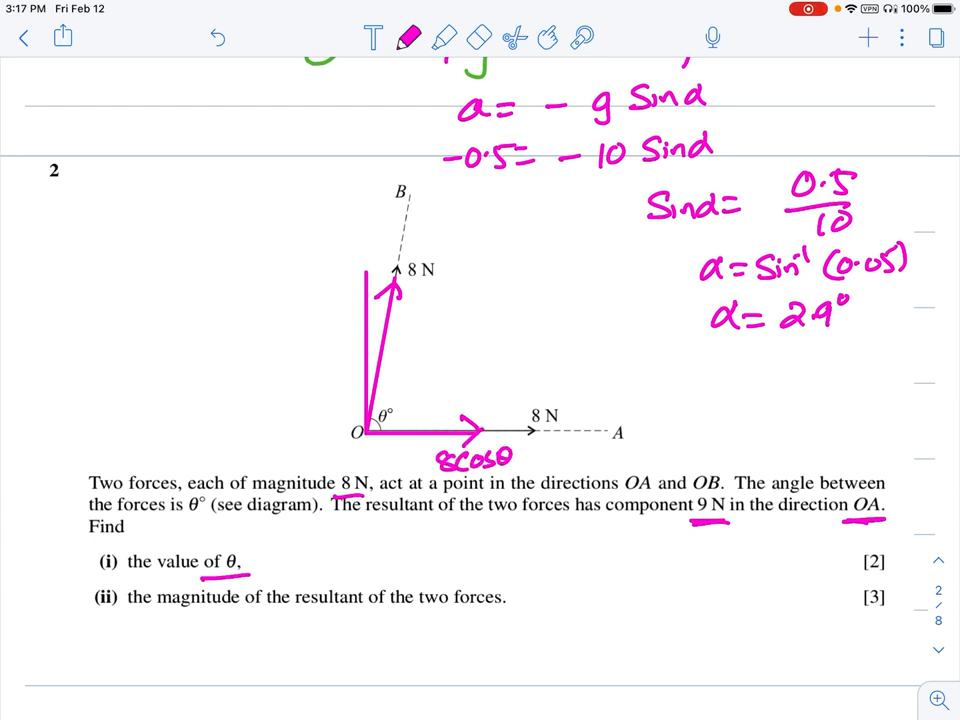 3:17 PM Fri Feb 12
VPN
100%
a = - g Sinα
-0.5 = - 10 Sinα
2
Sinα = 0.5/10
B
8 N
α = Sin⁻¹ (0.05)
α = 2.9°
θ°
8 N
O
A
8cosθ
Two forces, each of magnitude 8 N, act at a point in the directions OA and OB. The angle between
the forces is θ° (see diagram). The resultant of the two forces has component 9 N in the direction OA.
Find
(i) the value of θ, [2]
(ii) the magnitude of the resultant of the two forces. [3]
2
/
8